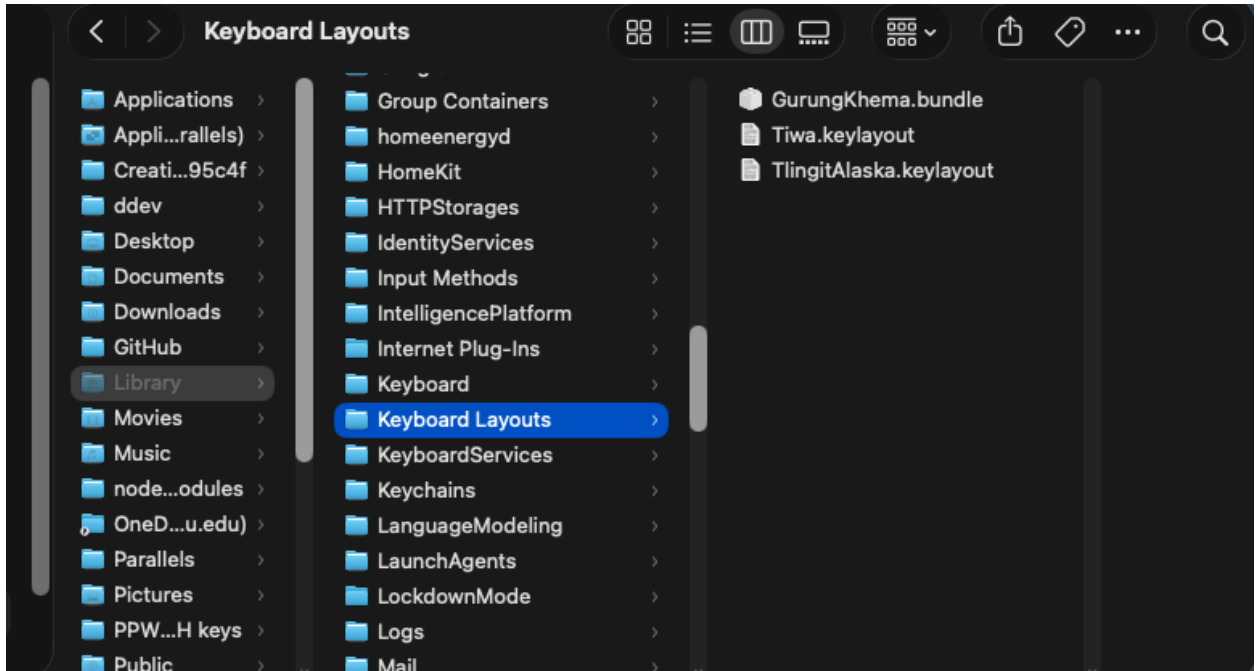 Keyboard Layouts
Applications
Appli...rallels)
Creati...95c4f
ddev
Desktop
Documents
Downloads
GitHub
Library
Movies
Music
node...odules
OneD...u.edu)
Parallels
Pictures
PPW...H keys
Public
Group Containers
homeenergyd
HomeKit
HTTPStorages
IdentityServices
Input Methods
IntelligencePlatform
Internet Plug-Ins
Keyboard
Keyboard Layouts
KeyboardServices
Keychains
LanguageModeling
LaunchAgents
LockdownMode
Logs
Mail
GurungKhema.bundle
Tiwa.keylayout
TlingitAlaska.keylayout